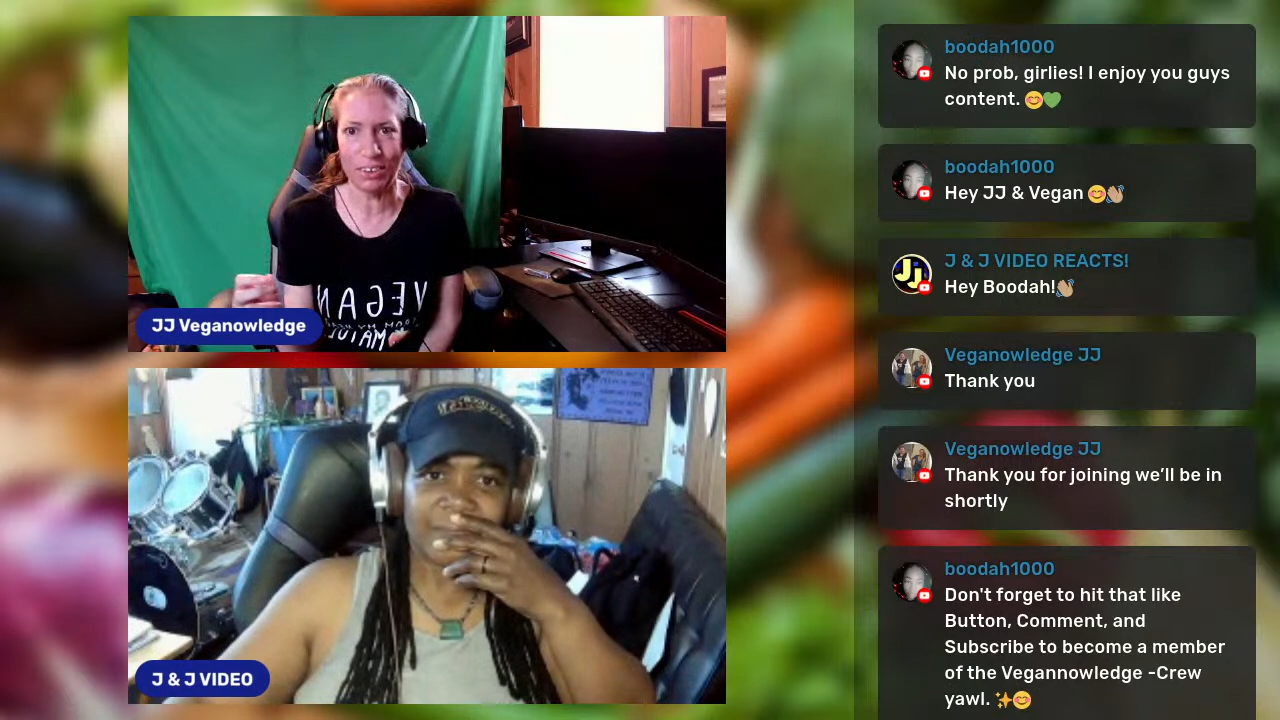 boodah1000
No prob, girlies! I enjoy you guys
content. 😊💚
boodah1000
Hey JJ & Vegan 😊👋🏼
J & J VIDEO REACTS!
Hey Boodah!👋🏼
Veganowledge JJ
Thank you
Veganowledge JJ
Thank you for joining we’ll be in
shortly
boodah1000
Don't forget to hit that like
Button, Comment, and
Subscribe to become a member
of the Vegannowledge -Crew
yawl. ✨😊
VEGAN
JJ Veganowledge
J & J VIDEO